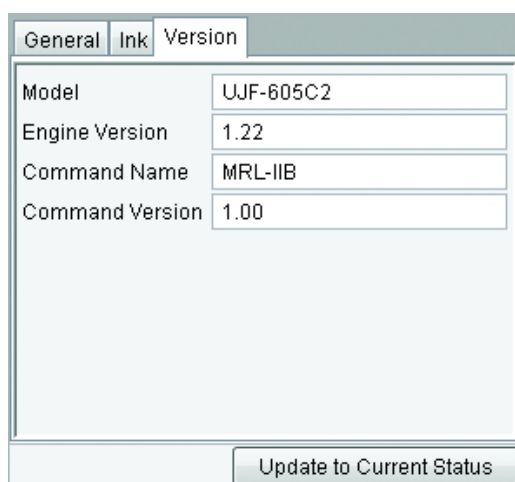 General Ink Version
Model UJF-605C2
Engine Version 1.22
Command Name MRL-IIB
Command Version 1.00
Update to Current Status